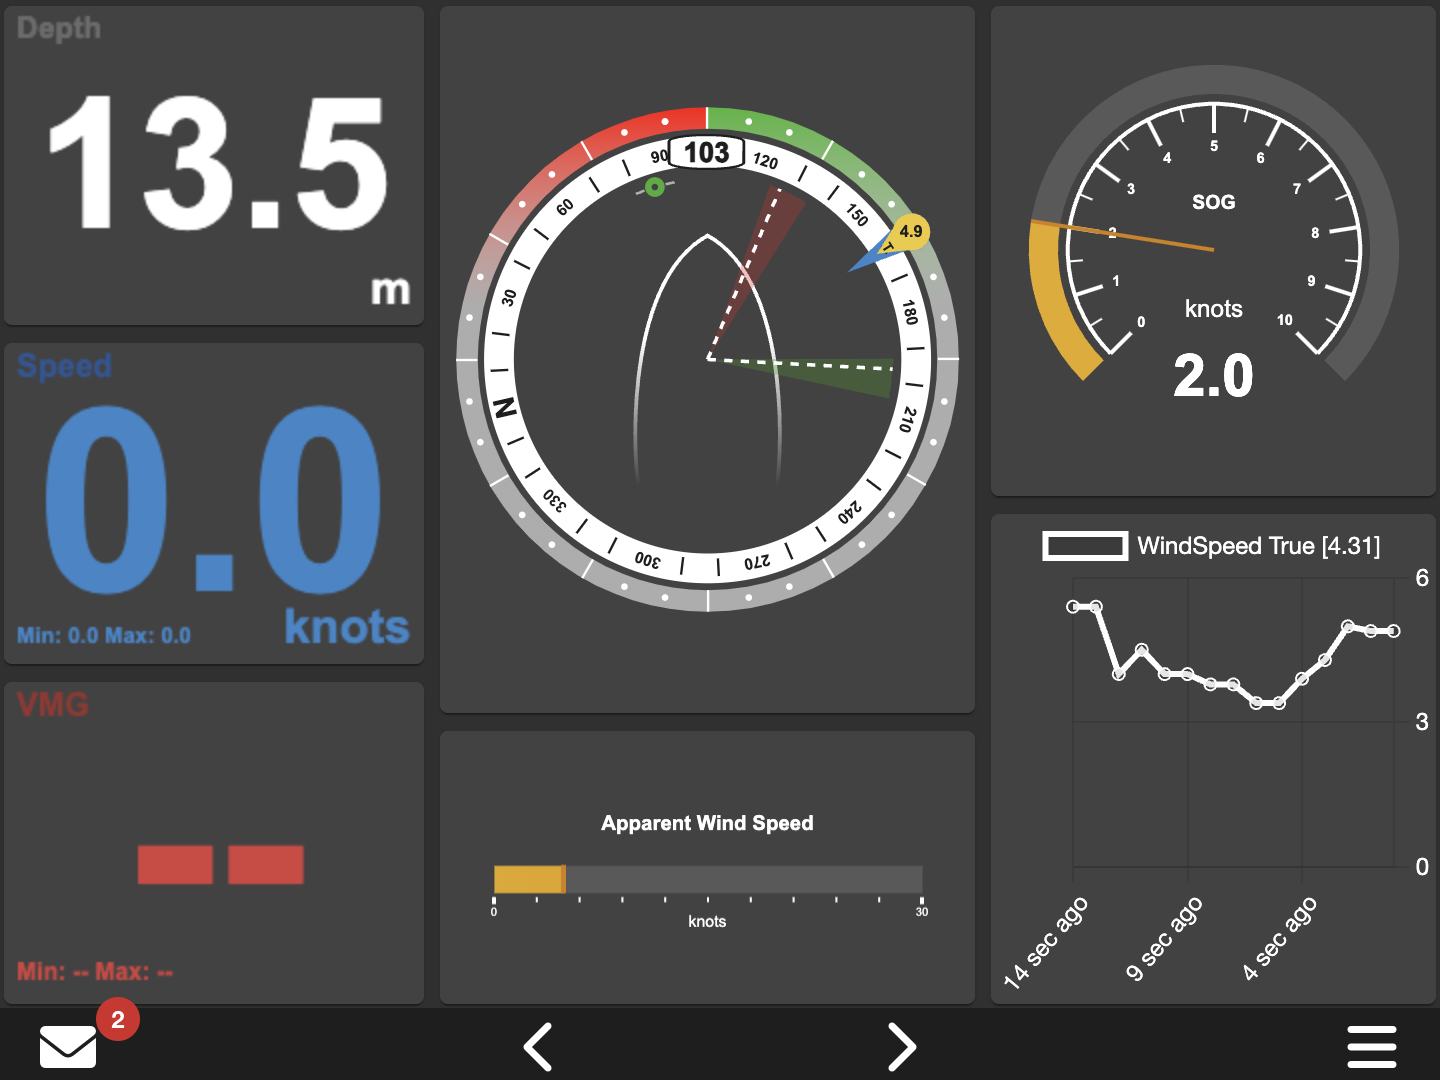 Depth
13.5
m
Speed
0.0
Min: 0.0 Max: 0.0
knots
VMG
--
Min: -- Max: --
103
90
120
60
150
4.9
T
30
180
N
210
330
240
300
270
Apparent Wind Speed
0
30
knots
5
4
6
3
7
SOG
2
8
1
9
knots
0
10
2.0
WindSpeed True [4.31]
6
3
0
14 sec ago
9 sec ago
4 sec ago
2